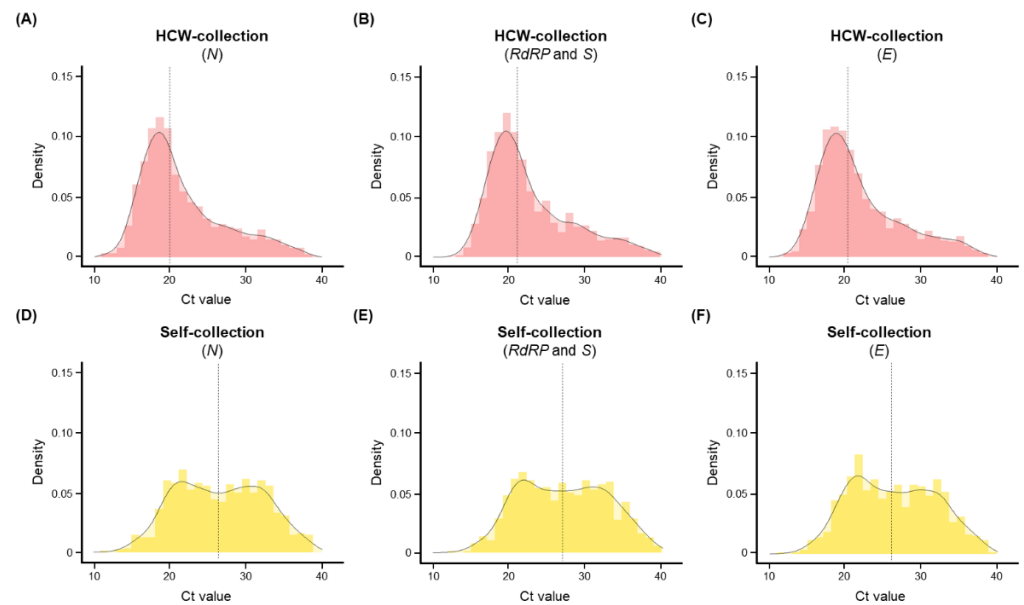 (A)
HCW-collection
(N)
0.15
0.10
0.05
0
Density
10 20 30 40
Ct value
(B)
HCW-collection
(RdRP and S)
0.15
0.10
0.05
0
Density
10 20 30 40
Ct value
(C)
HCW-collection
(E)
0.15
0.10
0.05
0
Density
10 20 30 40
Ct value
(D)
Self-collection
(N)
0.15
0.10
0.05
0
Density
10 20 30 40
Ct value
(E)
Self-collection
(RdRP and S)
0.15
0.10
0.05
0
Density
10 20 30 40
Ct value
(F)
Self-collection
(E)
0.15
0.10
0.05
0
Density
10 20 30 40
Ct value